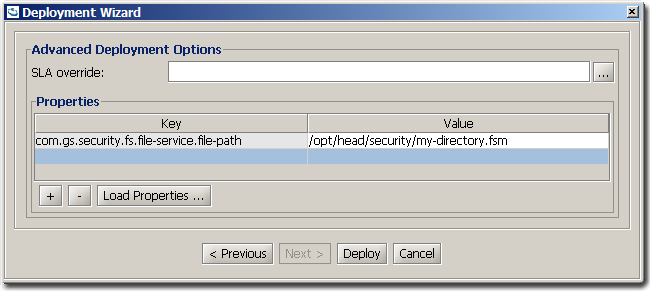 Deployment Wizard
Advanced Deployment Options
SLA override:
...
Properties
Key Value
com.gs.security.fs.file-service.file-path /opt/head/security/my-directory.fsm
+ - Load Properties ...
< Previous Next > Deploy Cancel